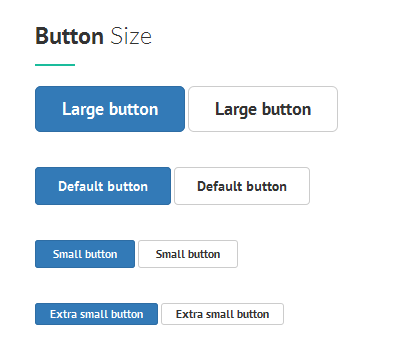 Button Size
Large button Large button
Default button Default button
Small button Small button
Extra small button Extra small button